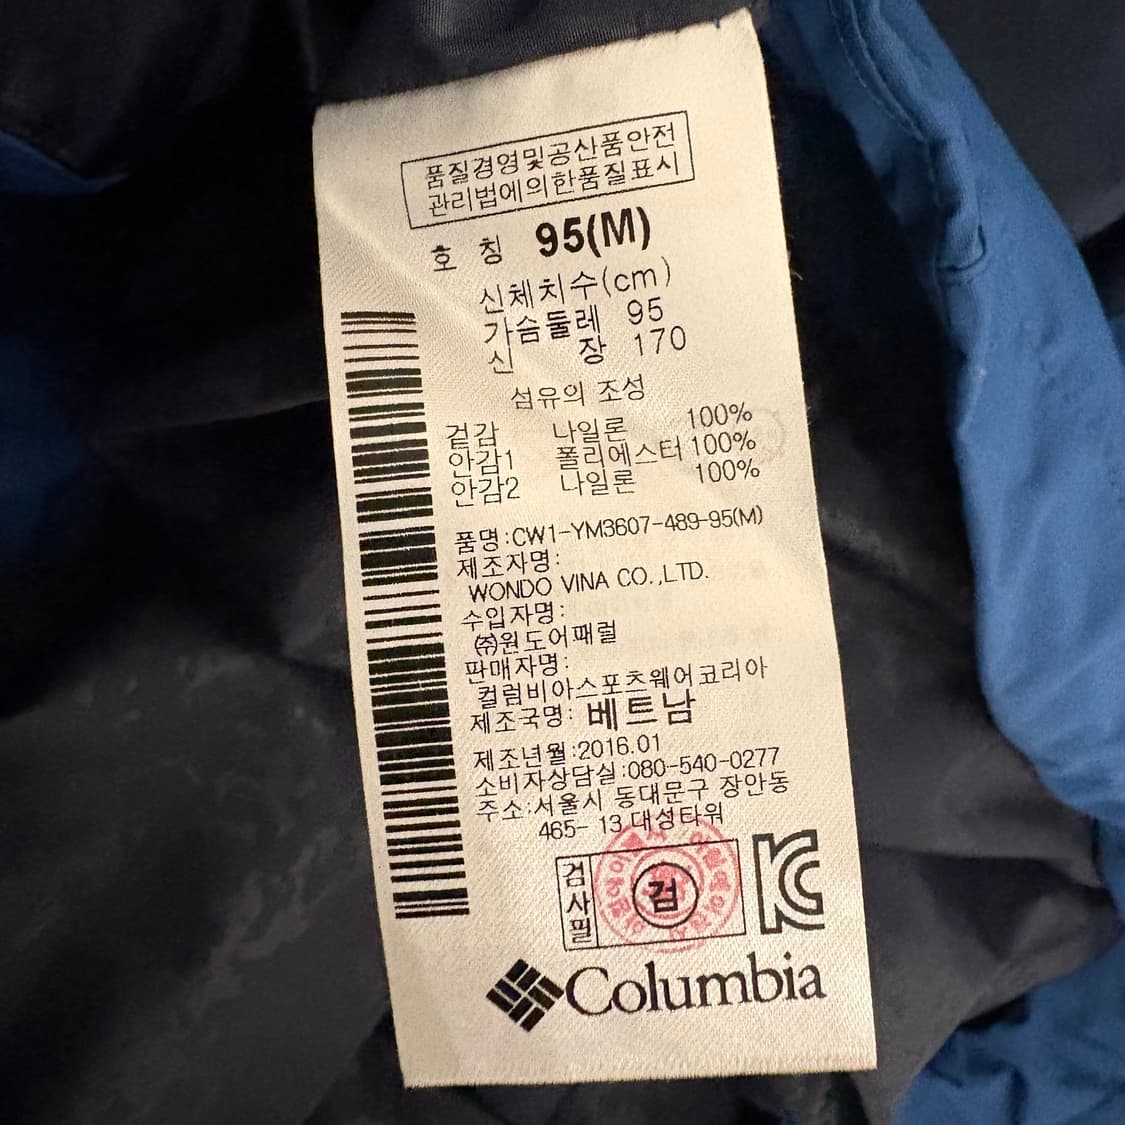 품질경영및공산품안전
관리법에의한품질표시
호 칭 95(M)
신체치수(cm)
가슴둘레 95
신 장 170
섬유의 조성
겉감 나일론 100%
안감1 폴리에스터 100%
안감2 나일론 100%
품명:CW1-YM3607-489-95(M)
제조자명:
WONDO VINA CO.,LTD.
수입자명:
㈜원도어패럴
판매자명:
컬럼비아스포츠웨어코리아
제조국명: 베트남
제조년월:2016.01
소비자상담실:080-540-0277
주소:서울시 동대문구 장안동
465-13 대성타워
검사필 검
Columbia